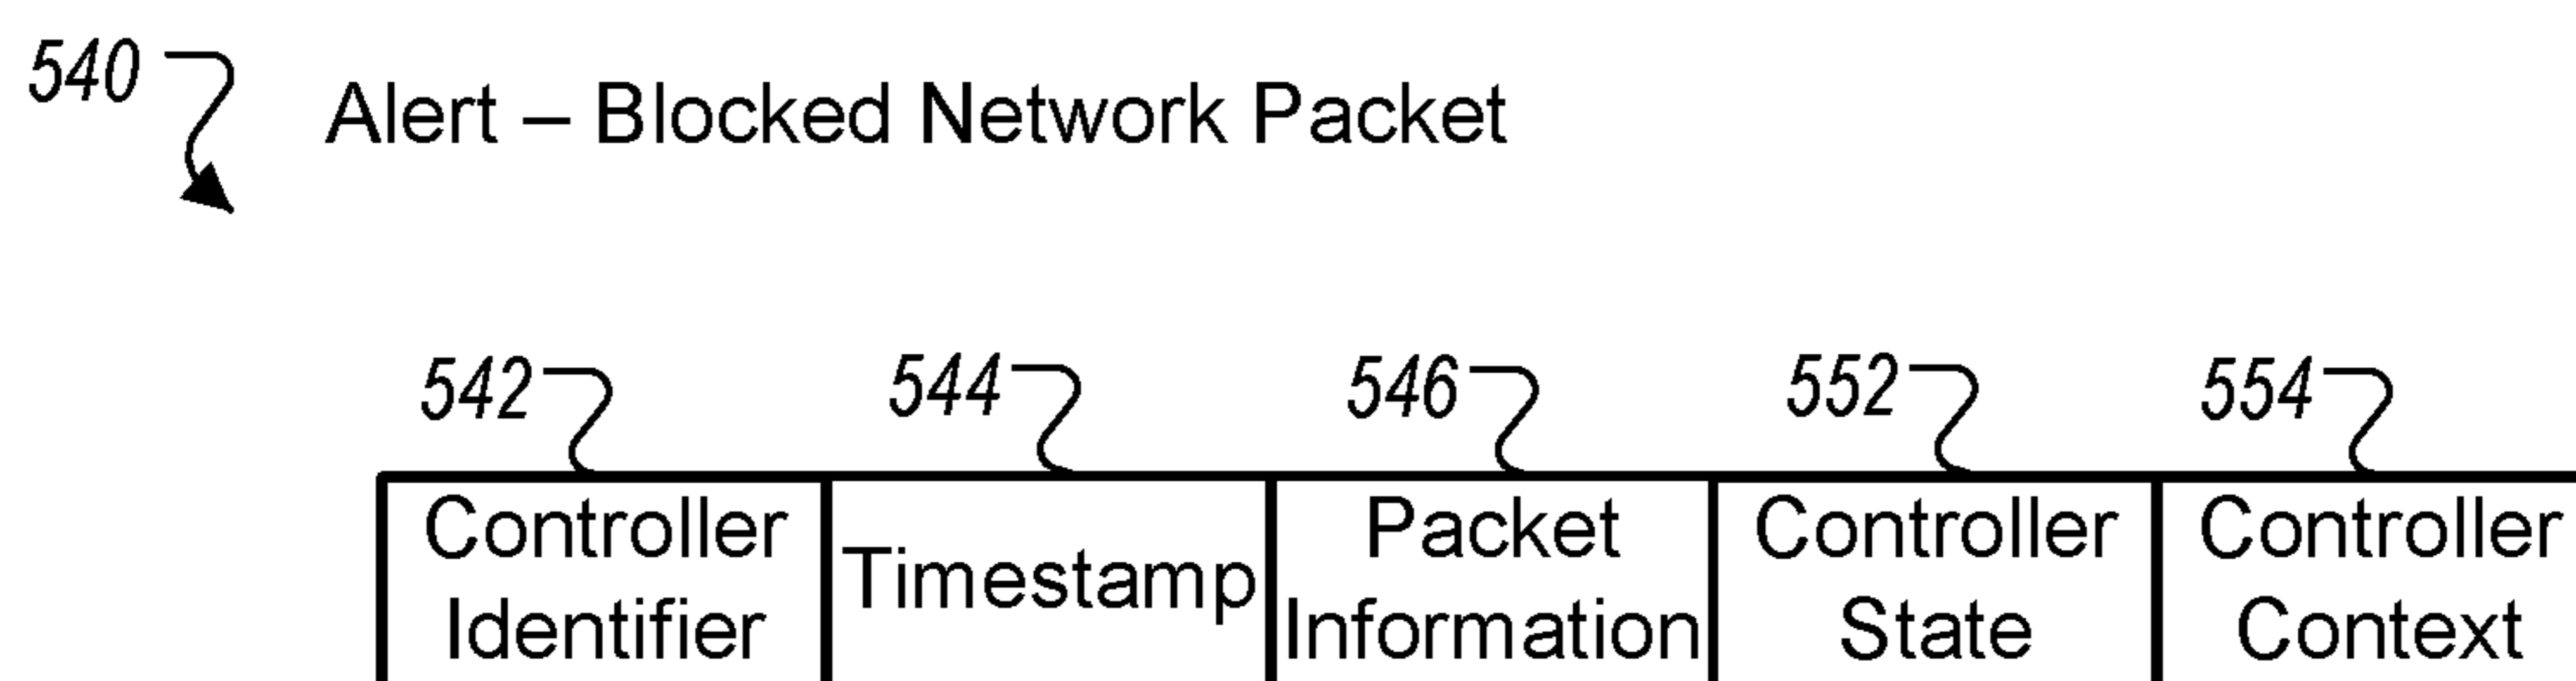 540
Alert – Blocked Network Packet
542 544 546 552 554
Controller Identifier
Timestamp
Packet Information
Controller State
Controller Context